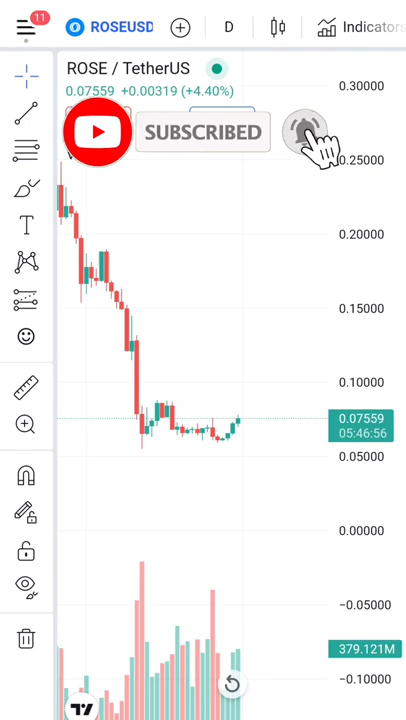 11
ROSEUSD
D
Indicators
ROSE / TetherUS
0.07559 +0.00319 (+4.40%)
SUBSCRIBED
0.30000
0.25000
0.20000
0.15000
0.10000
0.07559
05:46:56
0.05000
0.00000
−0.05000
379.121M
−0.10000